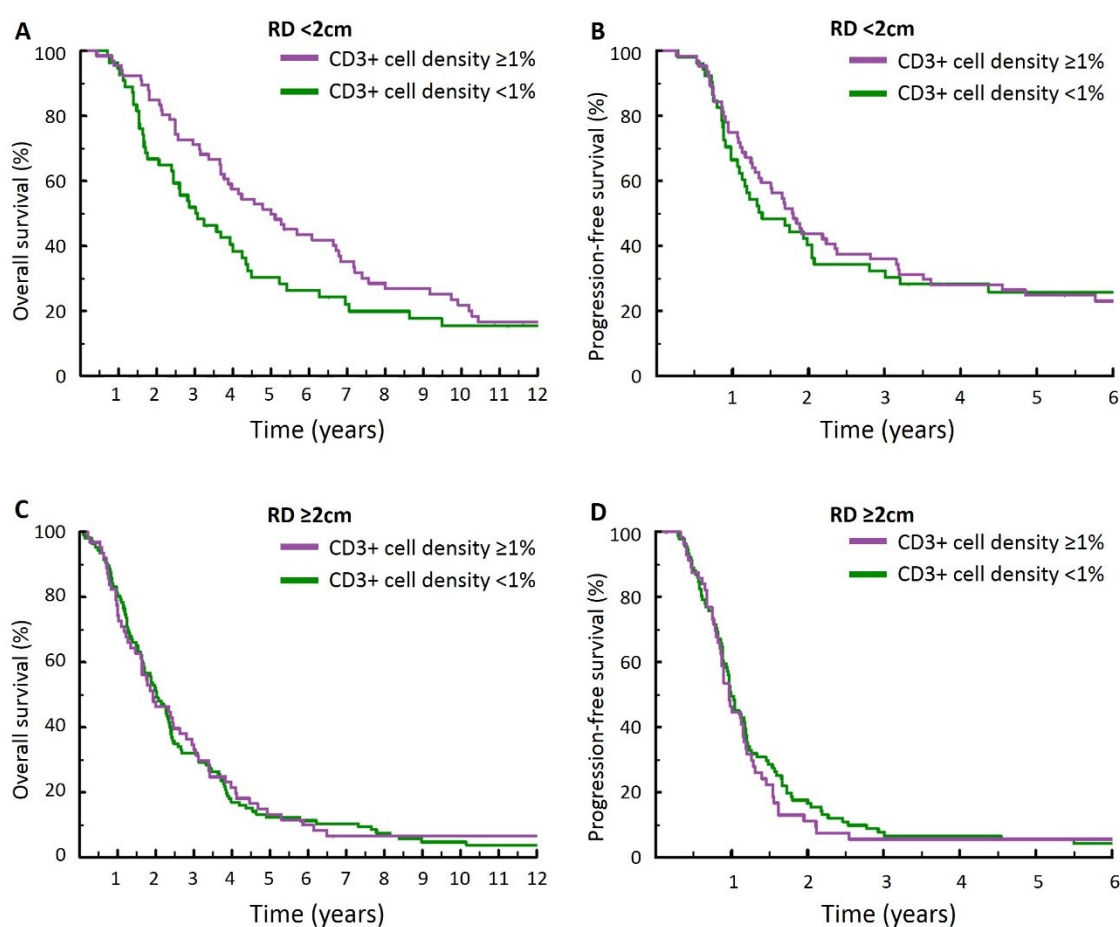 A
RD <2cm
CD3+ cell density ≥1%
CD3+ cell density <1%
Overall survival (%)
100
80
60
40
20
0
1 2 3 4 5 6 7 8 9 10 11 12
Time (years)
B
RD <2cm
CD3+ cell density ≥1%
CD3+ cell density <1%
Progression-free survival (%)
100
80
60
40
20
0
1 2 3 4 5 6
Time (years)
C
RD ≥2cm
CD3+ cell density ≥1%
CD3+ cell density <1%
Overall survival (%)
100
80
60
40
20
0
1 2 3 4 5 6 7 8 9 10 11 12
Time (years)
D
RD ≥2cm
CD3+ cell density ≥1%
CD3+ cell density <1%
Progression-free survival (%)
100
80
60
40
20
0
1 2 3 4 5 6
Time (years)